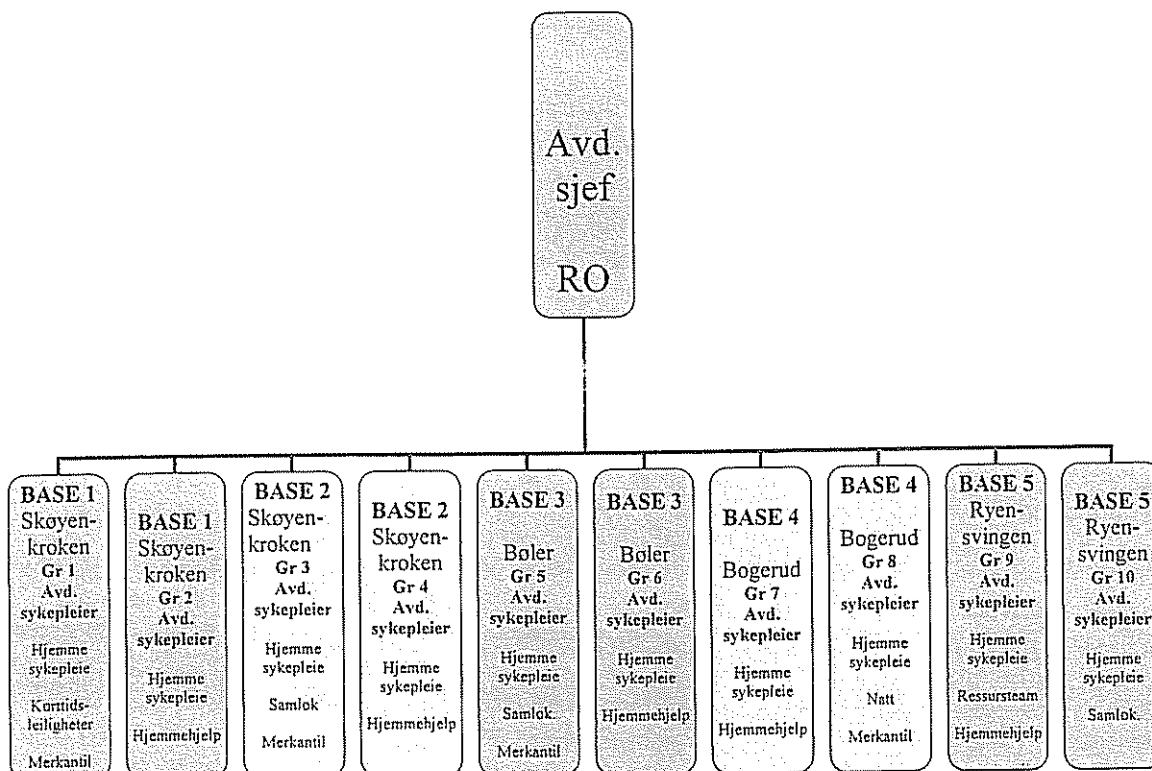 Avd.
sjef
RO
BASE 1
Skøyen-
kroken
Gr 1
Avd.
sykepleier
Hjemme
sykepleie
Korttids-
leiligheter
Merkantil
BASE 1
Skøyen-
kroken
Gr 2
Avd.
sykepleier
Hjemme
sykepleie
Hjemmehjelp
BASE 2
Skøyen-
kroken
Gr 3
Avd.
sykepleier
Hjemme
sykepleie
Samlok
Merkantil
BASE 2
Skøyen-
kroken
Gr 4
Avd.
sykepleier
Hjemme
sykepleie
Hjemmehjelp
BASE 3
Bøler
Gr 5
Avd.
sykepleier
Hjemme
sykepleie
Samlok.
Merkantil
BASE 3
Bøler
Gr 6
Avd.
sykepleier
Hjemme
sykepleie
Hjemmehjelp
BASE 4
Bogerud
Gr 7
Avd.
sykepleier
Hjemme
sykepleie
Hjemmehjelp
BASE 4
Bogerud
Gr 8
Avd.
sykepleier
Hjemme
sykepleie
Natt
Merkantil
BASE 5
Ryen-
svingen
Gr 9
Avd.
sykepleier
Hjemme
sykepleie
Ressursteam
Hjemmehjelp
BASE 5
Ryen-
svingen
Gr 10
Avd.
sykepleier
Hjemme
sykepleie
Samlok.